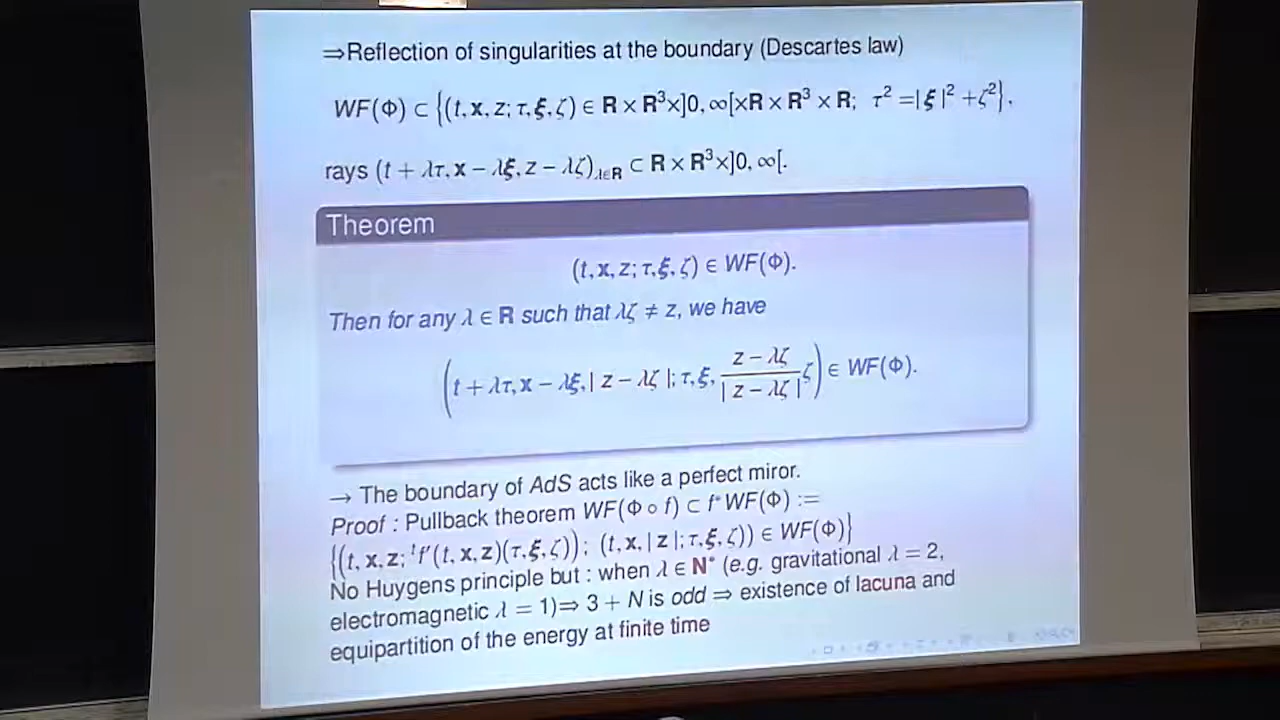 ⇒Reflection of singularities at the boundary (Descartes law)
WF(Φ) ⊂ {(t, x, z; τ, ξ, ζ) ∈ R × R³×]0, ∞[×R × R³ × R; τ² =| ξ |² +ζ²},
rays (t + λτ, x − λξ, z − λζ)_{λ∈R} ⊂ R × R³×]0, ∞[.
Theorem
(t, x, z; τ, ξ, ζ) ∈ WF(Φ).
Then for any λ ∈ R such that λζ ≠ z, we have
(t + λτ, x − λξ, | z − λζ |; τ, ξ, \frac{z − λζ}{| z − λζ |}ζ) ∈ WF(Φ).
→ The boundary of AdS acts like a perfect miror.
Proof : Pullback theorem WF(Φ ∘ f) ⊂ f*WF(Φ) :=
{(t, x, z; ᵗf′(t, x, z)(τ, ξ, ζ)) ; (t, x, | z |; τ, ξ, ζ)) ∈ WF(Φ)}
No Huygens principle but : when λ ∈ N* (e.g. gravitational λ = 2,
electromagnetic λ = 1)⇒ 3 + N is odd ⇒ existence of lacuna and
equipartition of the energy at finite time